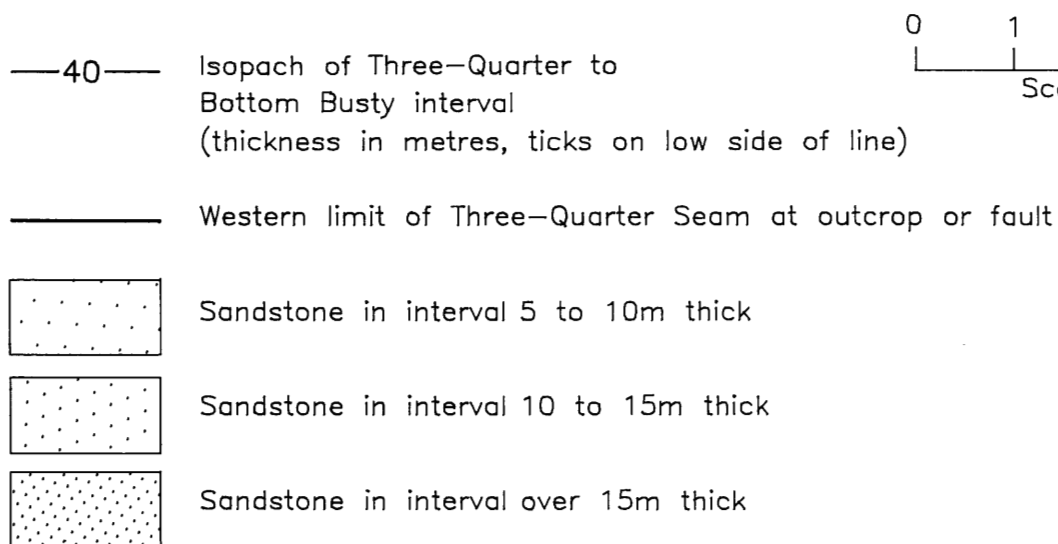 0 1
Sc
40
Isopach of Three-Quarter to
Bottom Busty interval
(thickness in metres, ticks on low side of line)
Western limit of Three-Quarter Seam at outcrop or fault
Sandstone in interval 5 to 10m thick
Sandstone in interval 10 to 15m thick
Sandstone in interval over 15m thick